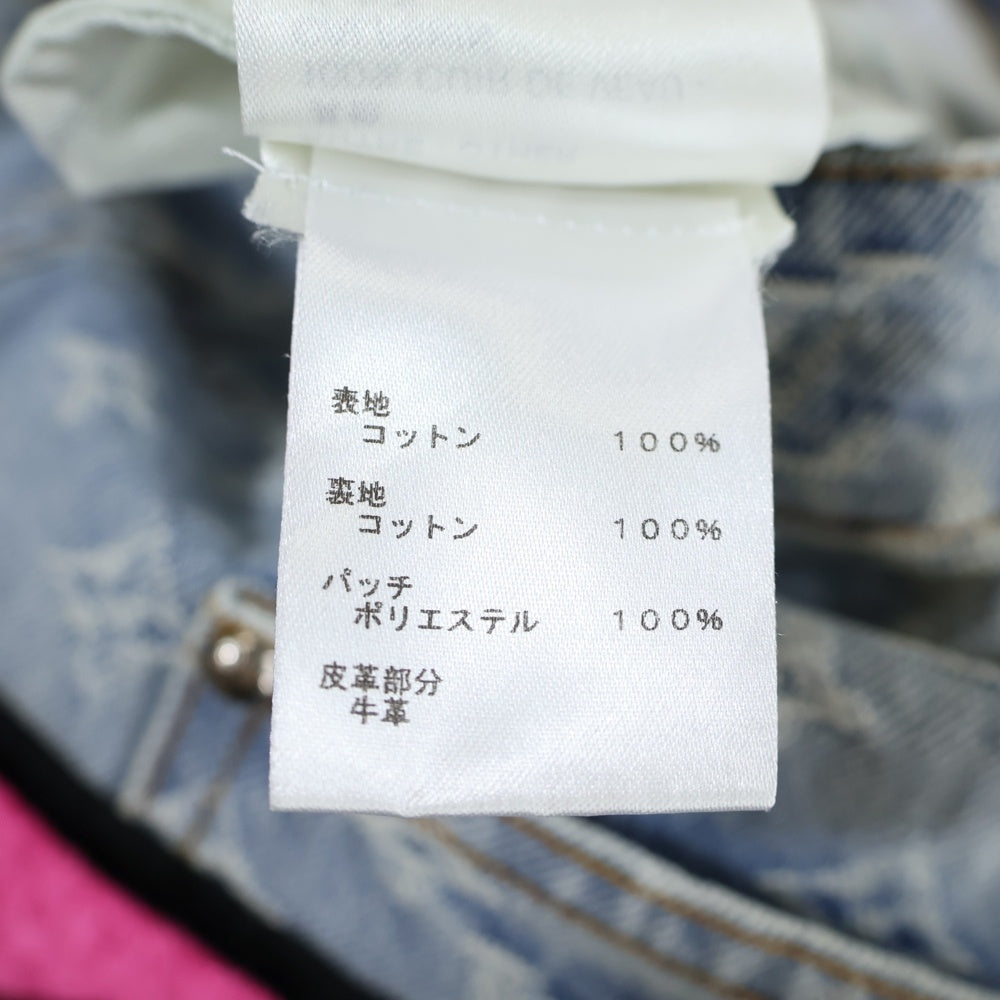 表地
コットン 100%
裏地
コットン 100%
パッチ
ポリエステル 100%
皮革部分
牛革